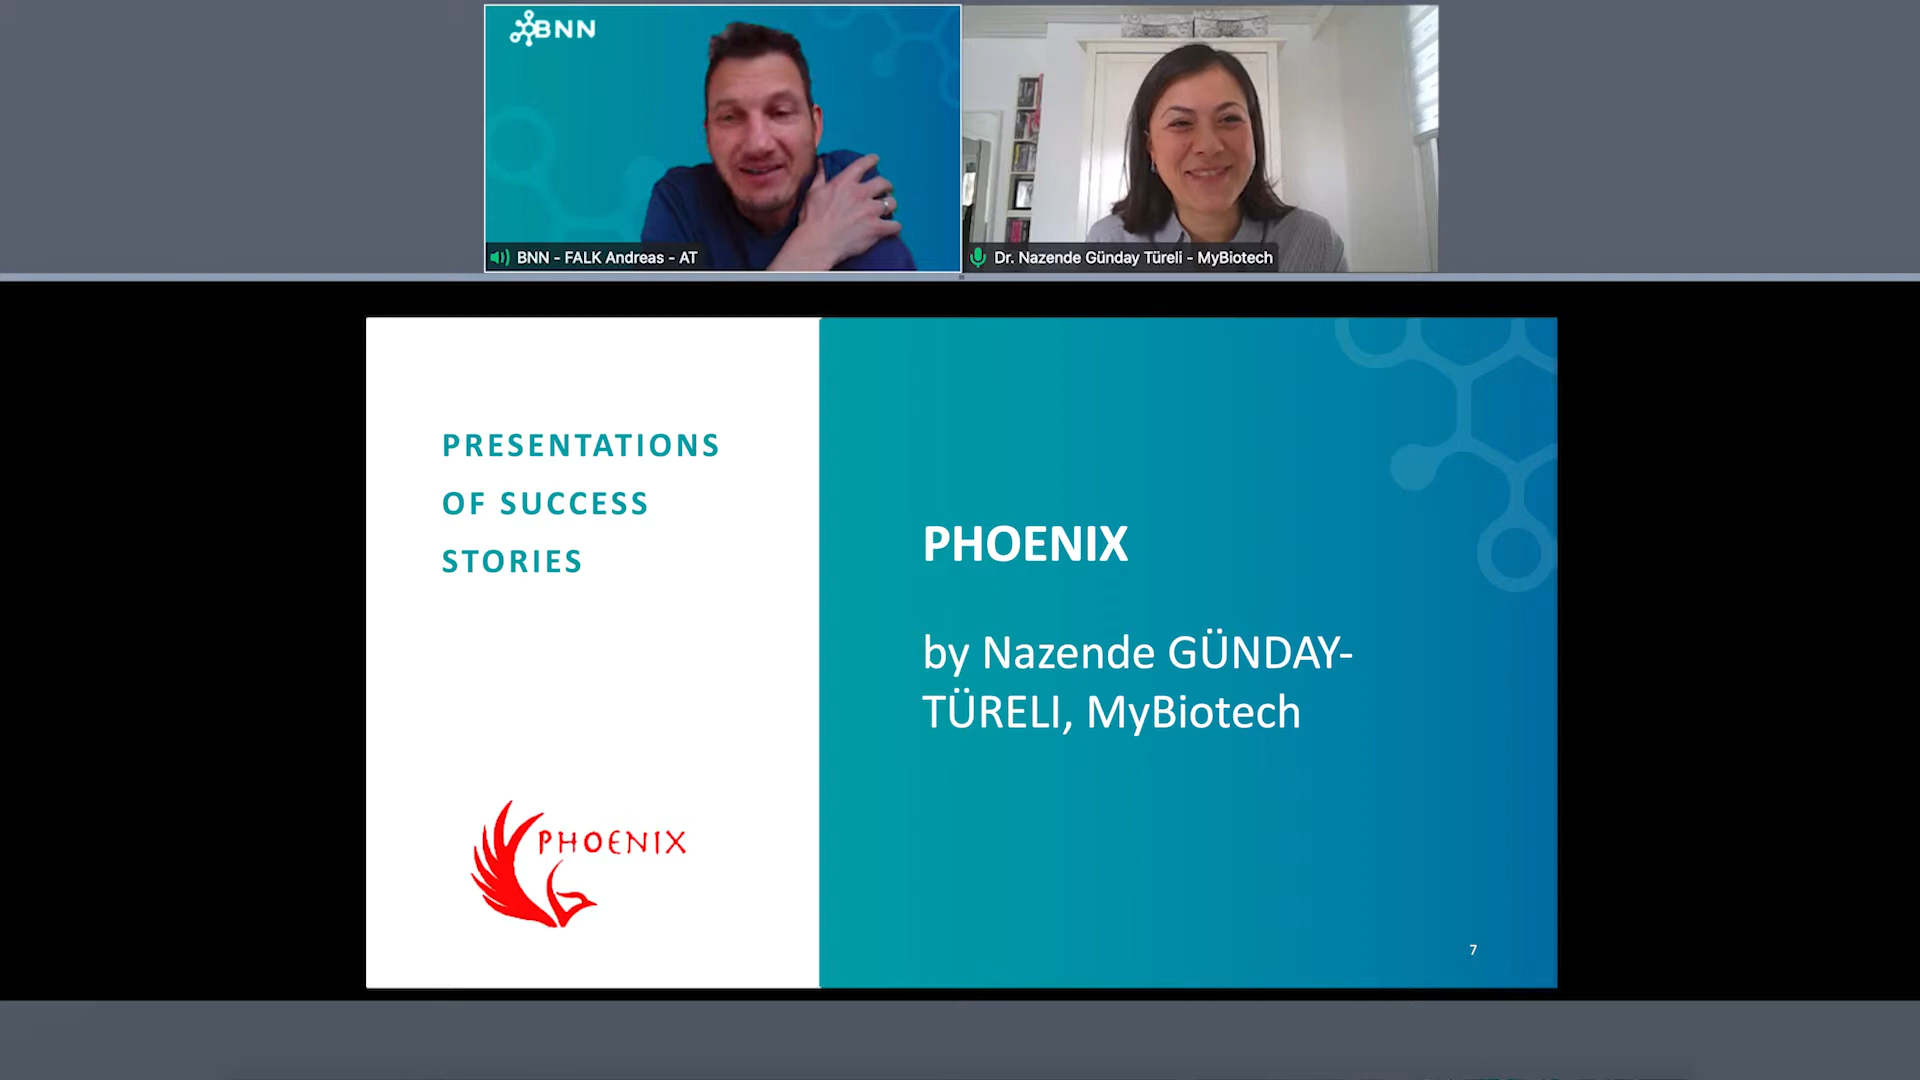 BNN
BNN - FALK Andreas - AT
Dr. Nazende Günday Türeli - MyBiotech
PRESENTATIONS
OF SUCCESS
STORIES
PHOENIX
by Nazende GÜNDAY-
TÜRELI, MyBiotech
PHOENIX
7